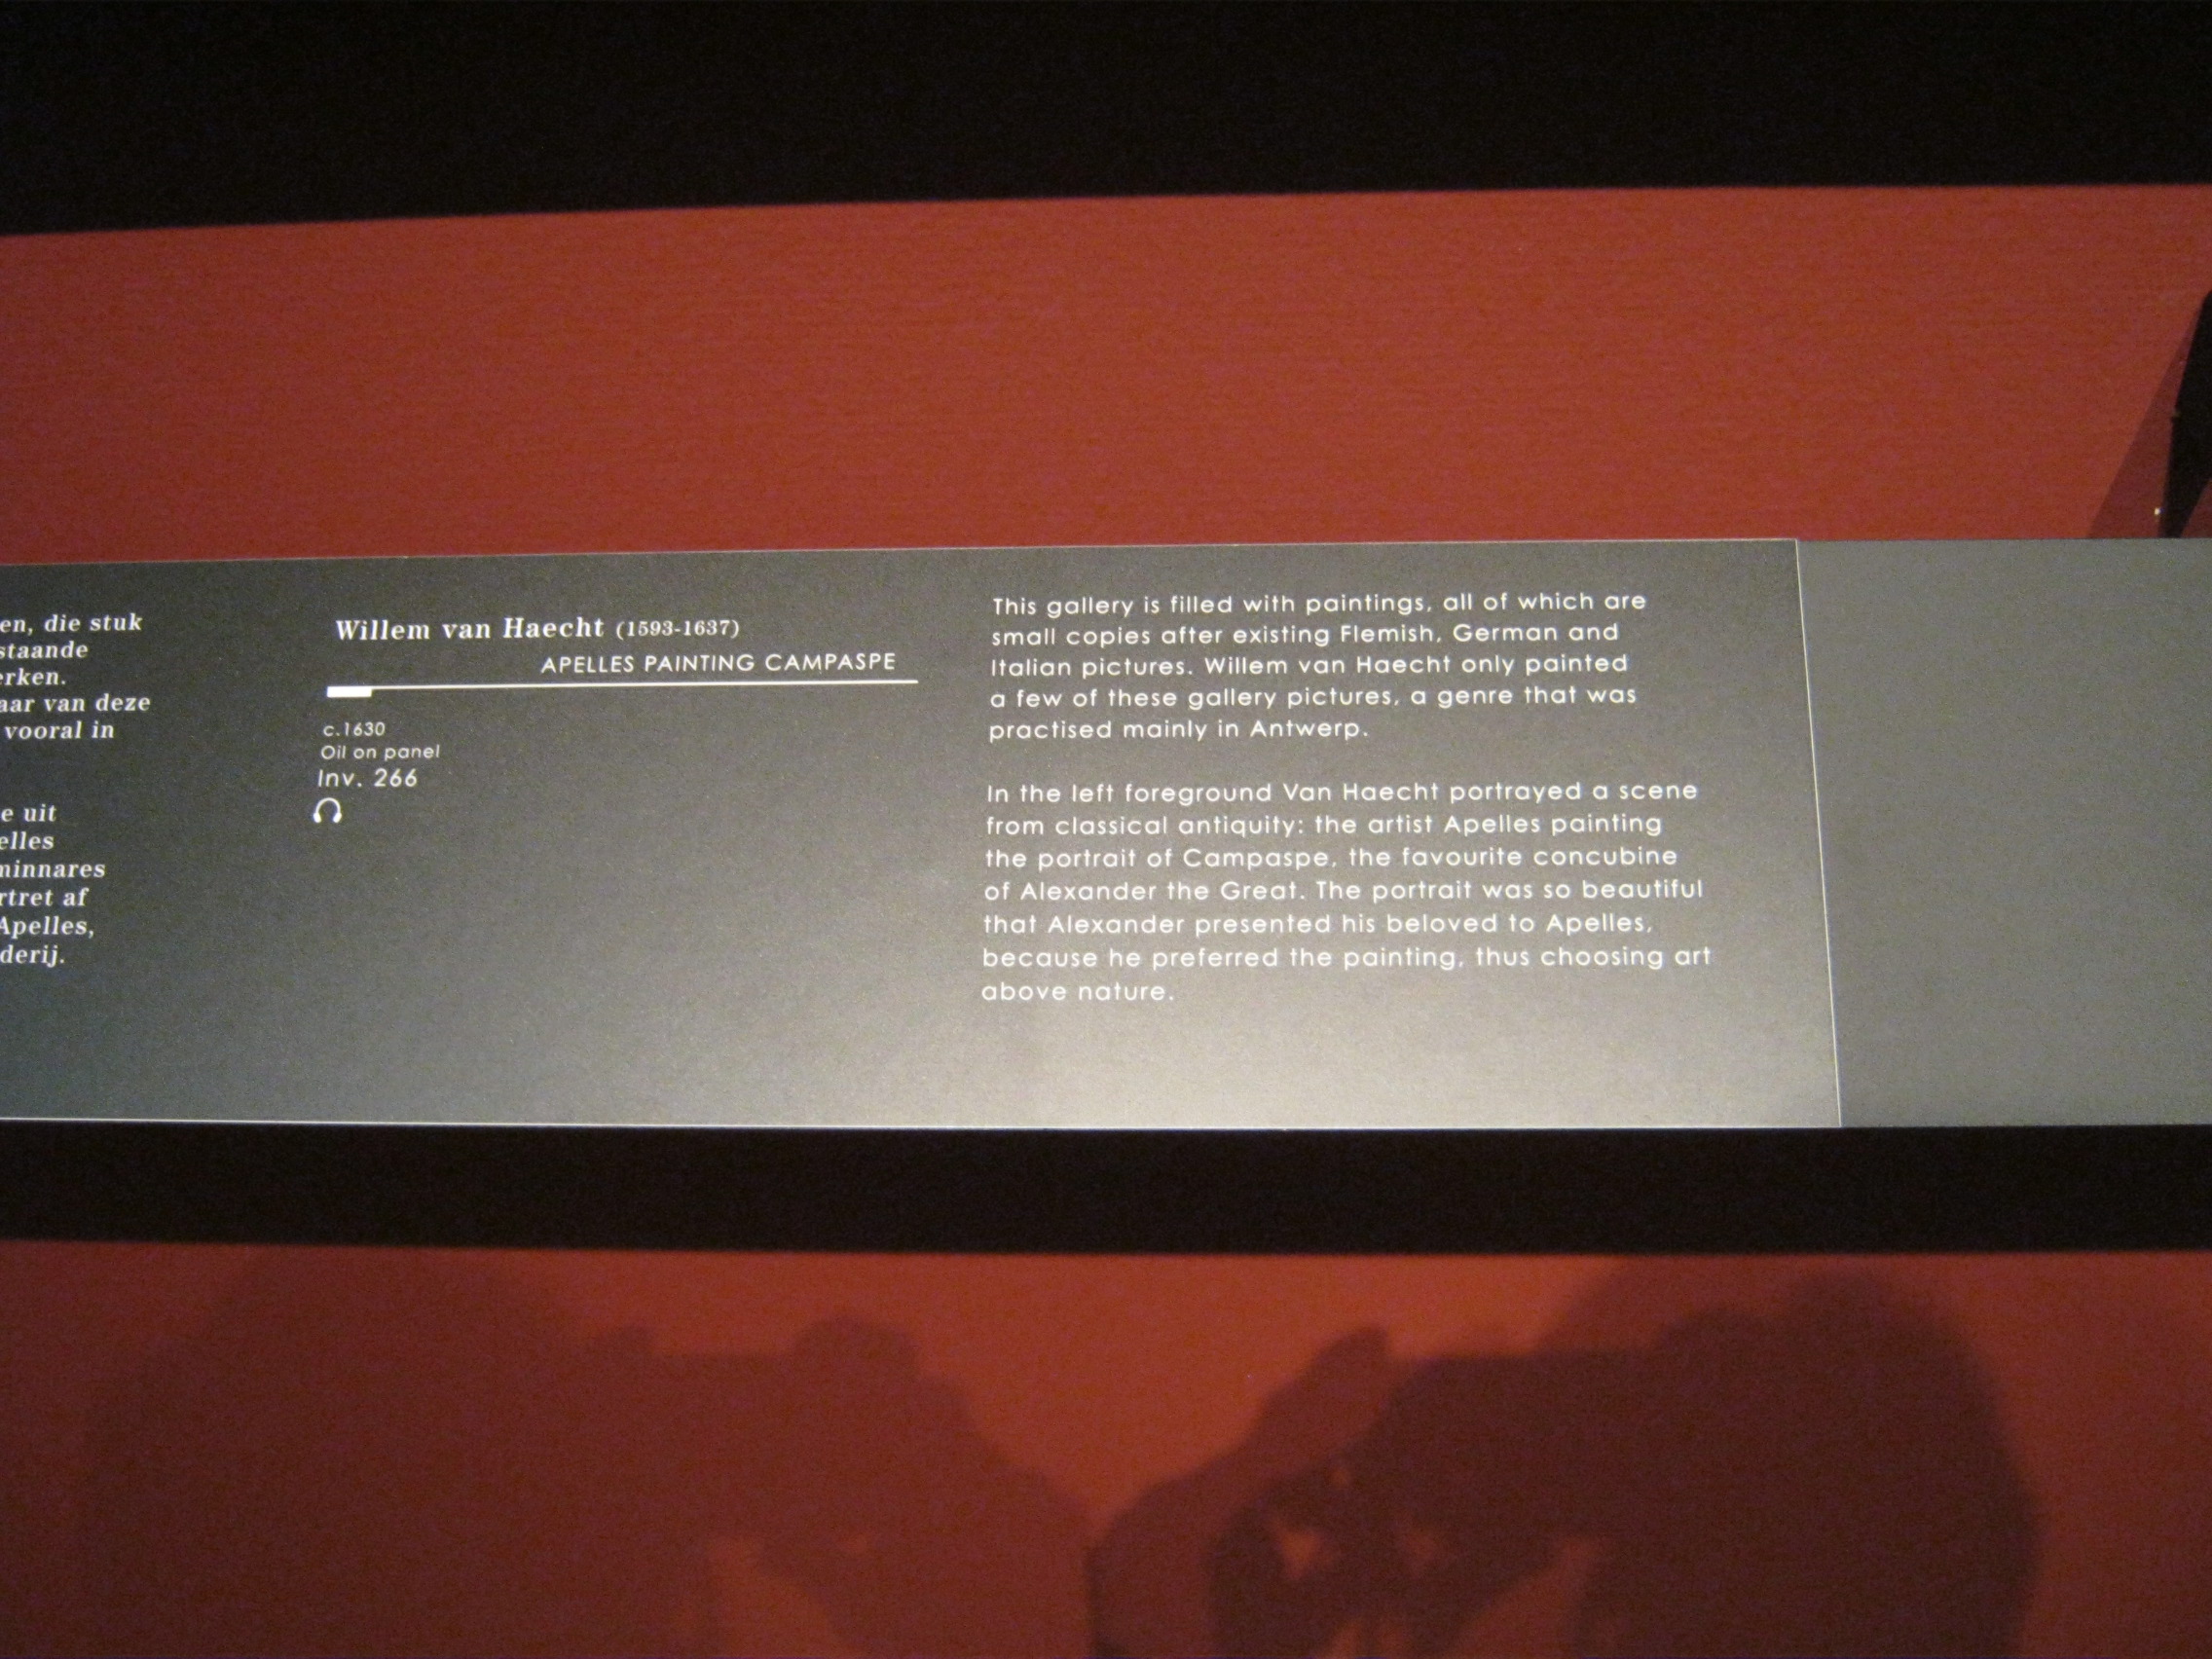 en, die stuk
staande
erken.
aar van deze
vooral in
e uit
elles
minnares
rtret af
Apelles,
derij.
Willem van Haecht (1593-1637)
APELLES PAINTING CAMPASPE
c.1630
Oil on panel
Inv. 266
This gallery is filled with paintings, all of which are
small copies after existing Flemish, German and
Italian pictures. Willem van Haecht only painted
a few of these gallery pictures, a genre that was
practised mainly in Antwerp.
In the left foreground Van Haecht portrayed a scene
from classical antiquity: the artist Apelles painting
the portrait of Campaspe, the favourite concubine
of Alexander the Great. The portrait was so beautiful
that Alexander presented his beloved to Apelles,
because he preferred the painting, thus choosing art
above nature.